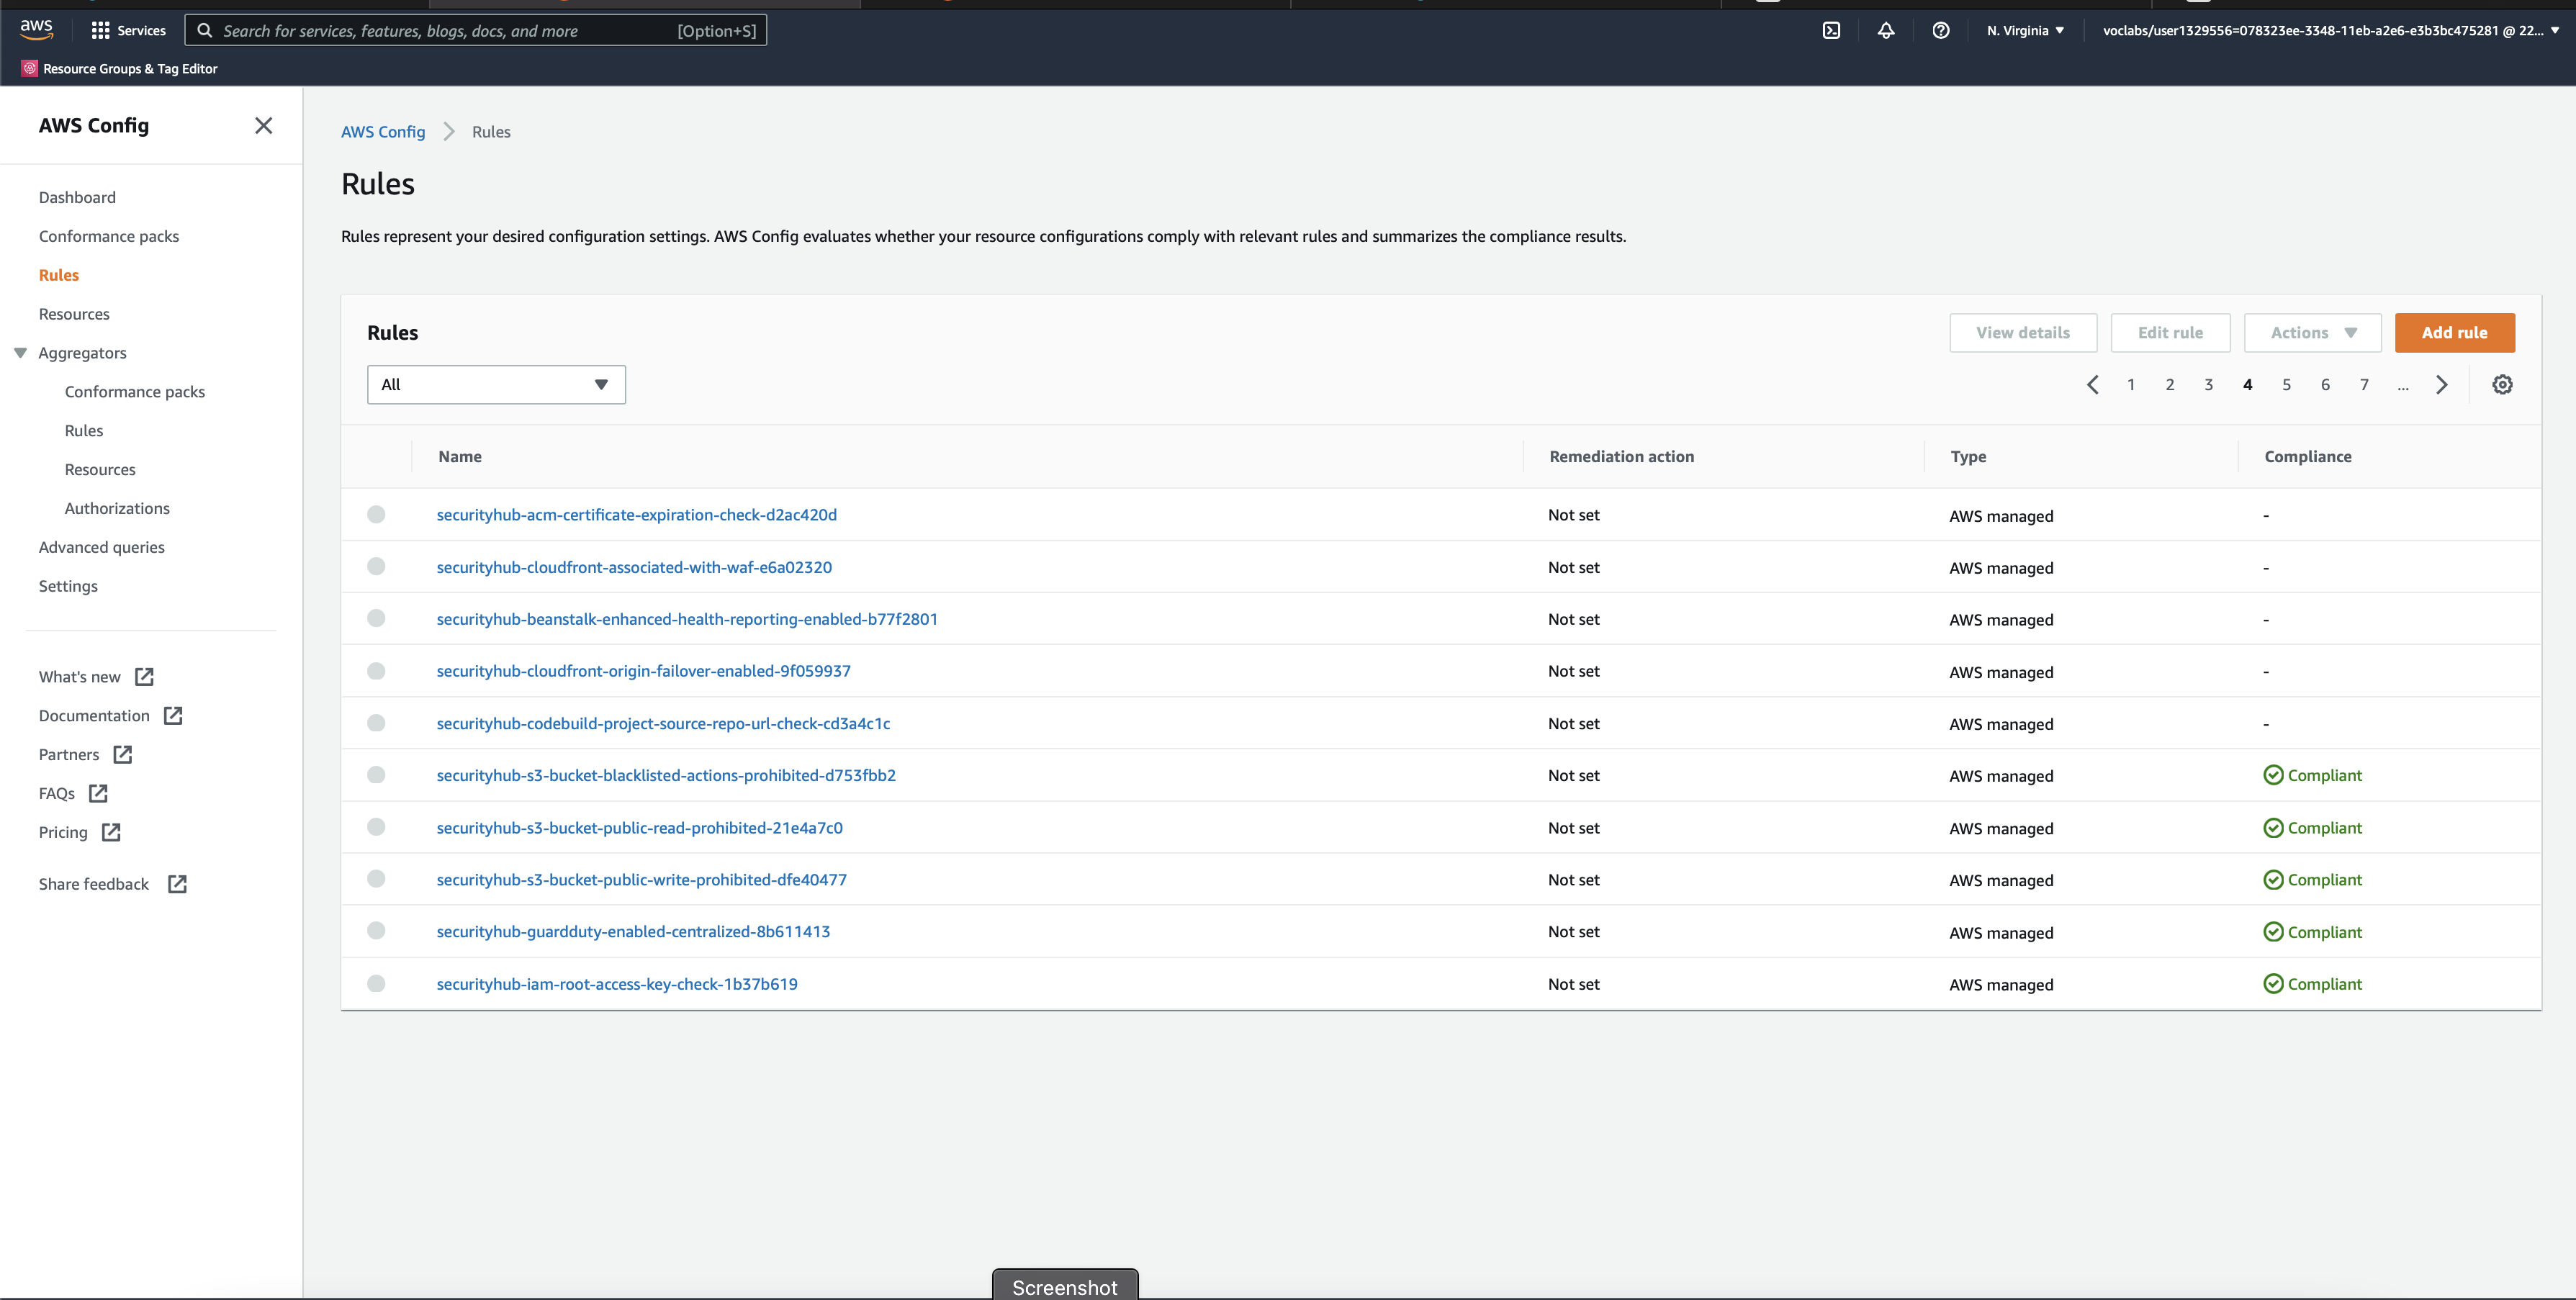 aws
Services
Search for services, features, blogs, docs, and more
[Option+S]
N. Virginia
voclabs/user1329556=078323ee-3348-11eb-a2e6-e3b3bc475281 @ 22...
Resource Groups & Tag Editor
AWS Config
Dashboard
Conformance packs
Rules
Resources
Aggregators
Conformance packs
Rules
Resources
Authorizations
Advanced queries
Settings
What's new
Documentation
Partners
FAQs
Pricing
Share feedback
AWS Config Rules
Rules
Rules represent your desired configuration settings. AWS Config evaluates whether your resource configurations comply with relevant rules and summarizes the compliance results.
Rules
View details Edit rule Actions Add rule
All
1 2 3 4 5 6 7 ...
Name Remediation action Type Compliance
securityhub-acm-certificate-expiration-check-d2ac420d Not set AWS managed -
securityhub-cloudfront-associated-with-waf-e6a02320 Not set AWS managed -
securityhub-beanstalk-enhanced-health-reporting-enabled-b77f2801 Not set AWS managed -
securityhub-cloudfront-origin-failover-enabled-9f059937 Not set AWS managed -
securityhub-codebuild-project-source-repo-url-check-cd3a4c1c Not set AWS managed -
securityhub-s3-bucket-blacklisted-actions-prohibited-d753fbb2 Not set AWS managed Compliant
securityhub-s3-bucket-public-read-prohibited-21e4a7c0 Not set AWS managed Compliant
securityhub-s3-bucket-public-write-prohibited-dfe40477 Not set AWS managed Compliant
securityhub-guardduty-enabled-centralized-8b611413 Not set AWS managed Compliant
securityhub-iam-root-access-key-check-1b37b619 Not set AWS managed Compliant
Screenshot